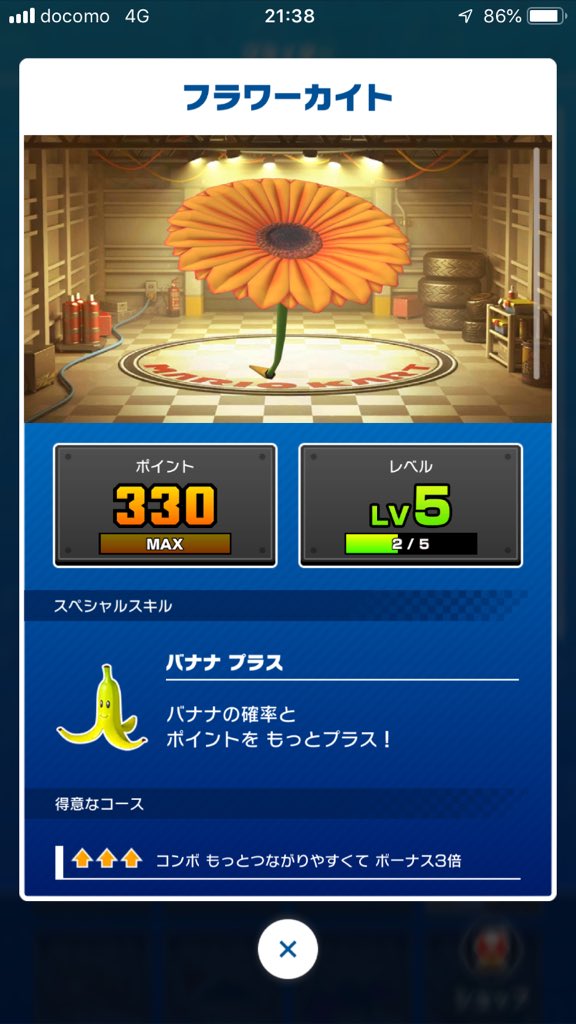 docomo 4G 21:38 86%
フラワーカイト
MARIO KART
ポイント
330
MAX
レベル
LV5
2 / 5
スペシャルスキル
バナナ プラス
バナナの確率と
ポイントを もっとプラス！
得意なコース
コンボ もっとつながりやすくて ボーナス3倍
ショップ